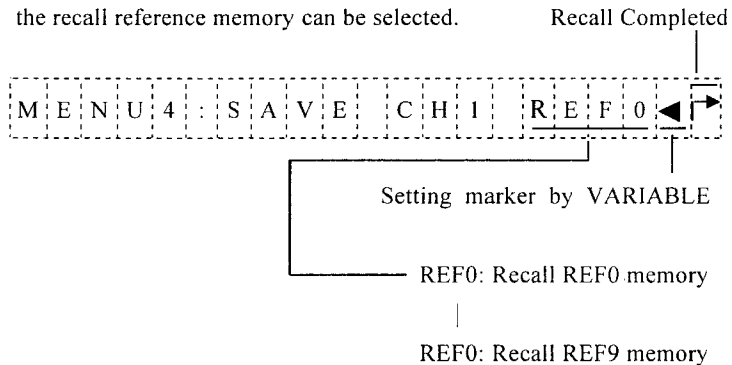 the recall reference memory can be selected.
Recall Completed
MENU4:SAVE CH1 REF0◀
Setting marker by VARIABLE
REF0: Recall REF0 memory
REF0: Recall REF9 memory